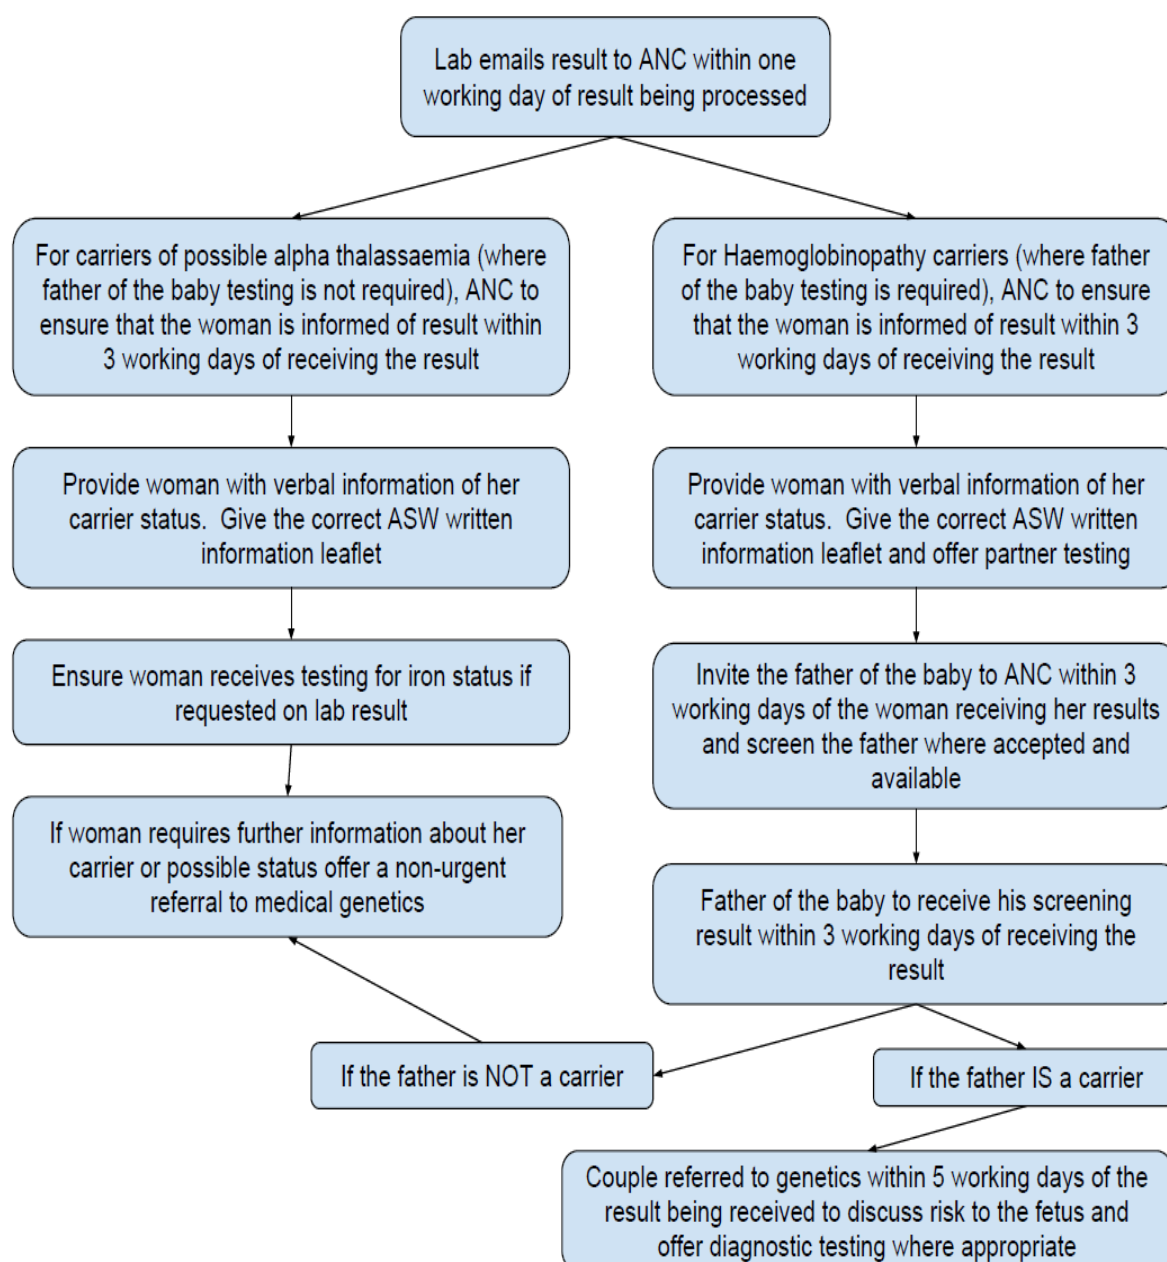 Lab emails result to ANC within one
working day of result being processed
For carriers of possible alpha thalassaemia (where
father of the baby testing is not required), ANC to
ensure that the woman is informed of result within
3 working days of receiving the result
For Haemoglobinopathy carriers (where father
of the baby testing is required), ANC to ensure
that the woman is informed of result within 3
working days of receiving the result
Provide woman with verbal information of her
carrier status.  Give the correct ASW written
information leaflet
Provide woman with verbal information of her
carrier status.  Give the correct ASW written
information leaflet and offer partner testing
Ensure woman receives testing for iron status if
requested on lab result
Invite the father of the baby to ANC within 3
working days of the woman receiving her results
and screen the father where accepted and
available
If woman requires further information about her
carrier or possible status offer a non-urgent
referral to medical genetics
Father of the baby to receive his screening
result within 3 working days of receiving the
result
If the father is NOT a carrier
If the father IS a carrier
Couple referred to genetics within 5 working days of the
result being received to discuss risk to the fetus and
offer diagnostic testing where appropriate